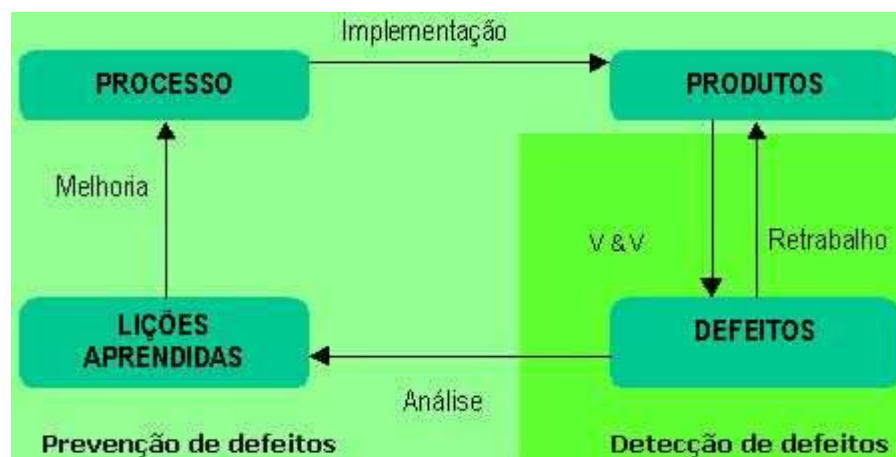 Implementação
PROCESSO
PRODUTOS
Melhoria
V & V
Retrabalho
LIÇÕES
APRENDIDAS
DEFEITOS
Análise
Prevenção de defeitos
Detecção de defeitos